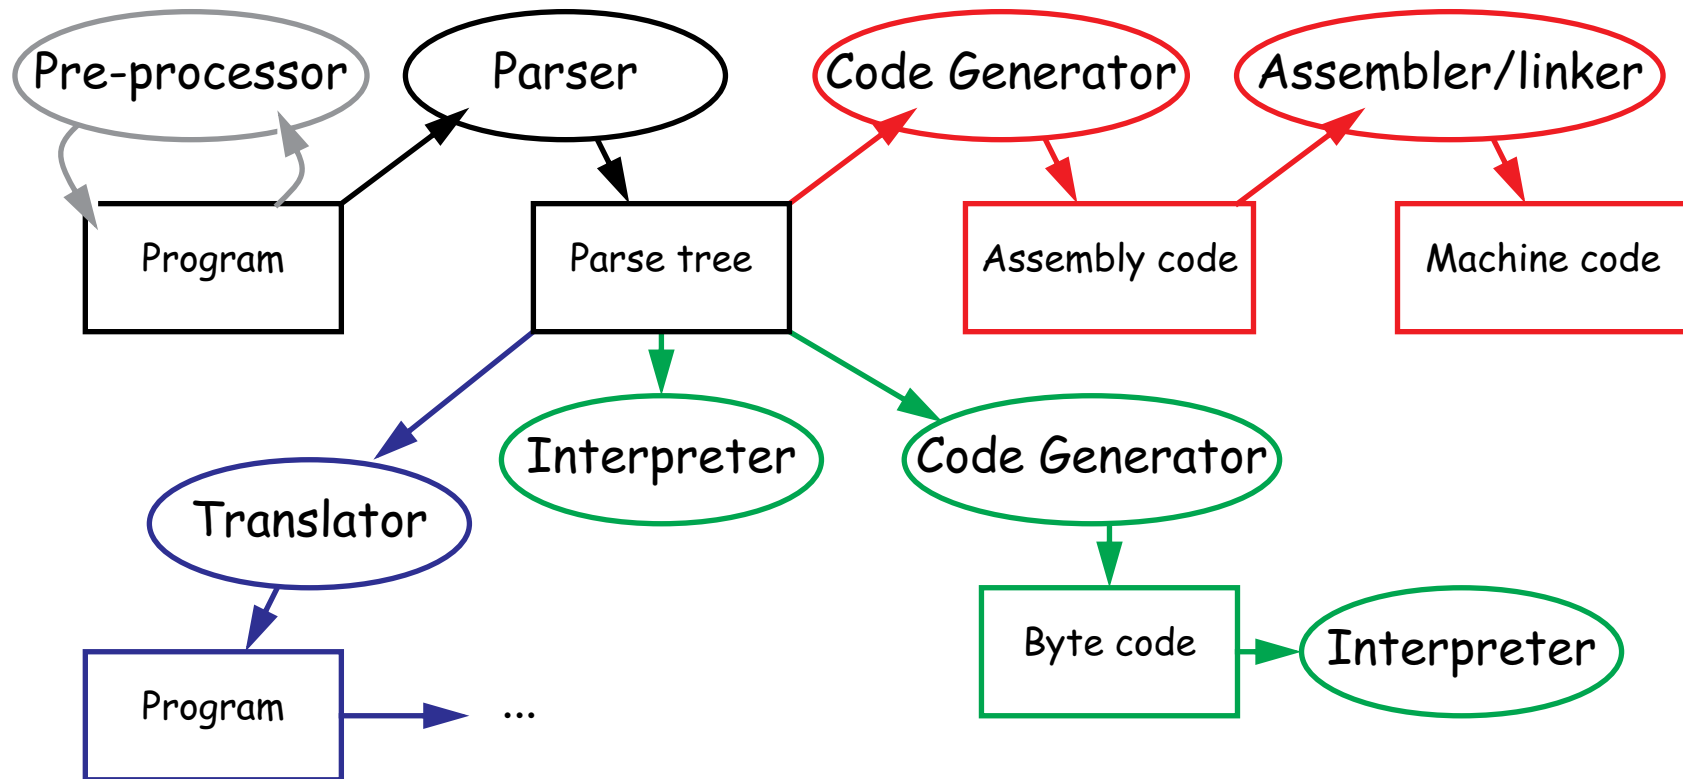 Pre-processor
Parser
Code Generator
Assembler/linker
Program
Parse tree
Assembly code
Machine code
Interpreter
Code Generator
Translator
Byte code
Interpreter
Program
...